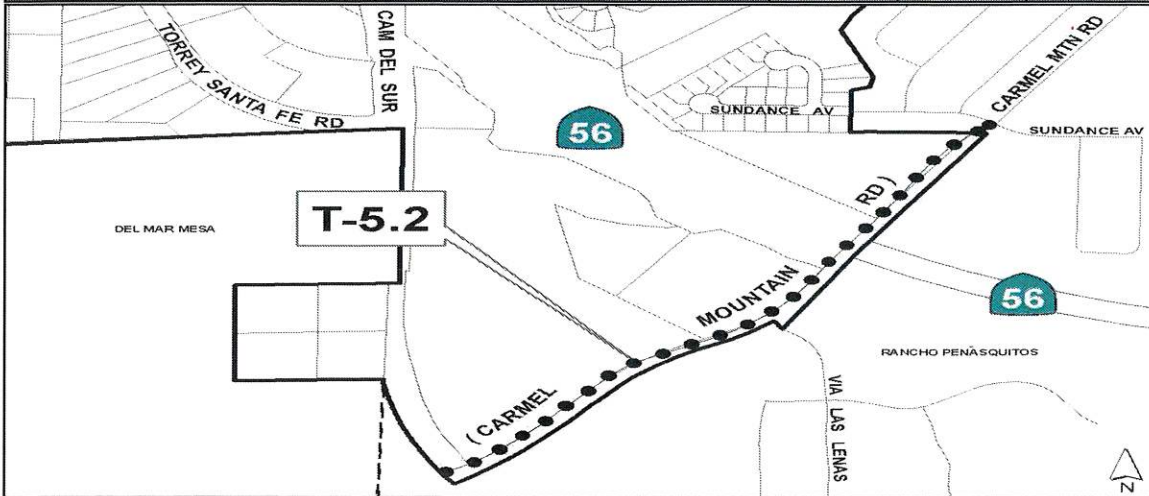 TORREY SANTA FE RD
CAM DEL SUR
56
SUNDANCE AV
CARMEL MTN RD
SUNDANCE AV
DEL MAR MESA
T-5.2
(CARMEL
MOUNTAIN
RD)
56
RANCHO PEÑASQUITOS
VIA LAS LENAS
N